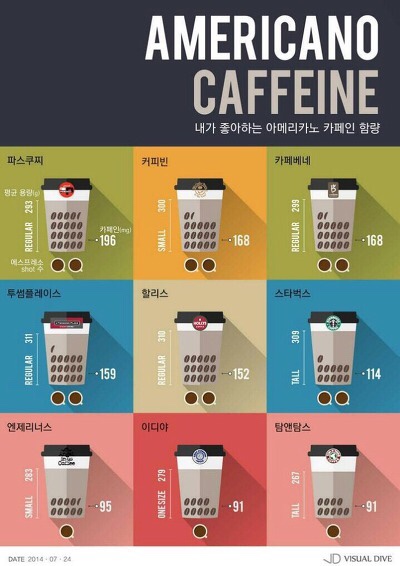 AMERICANO
CAFFEINE
내가 좋아하는 아메리카노 카페인 함량
파스쿠찌
평균 용량(g)
293
REGULAR
카페인(mg)
196
에스프레소
shot 수
커피빈
300
SMALL
168
카페베네
299
REGULAR
168
투썸플레이스
311
REGULAR
159
할리스
310
REGULAR
152
스타벅스
309
TALL
114
엔제리너스
283
SMALL
95
이디야
279
ONE SIZE
91
탐앤탐스
267
TALL
91
DATE 2014 · 07 · 24
VISUAL DIVE